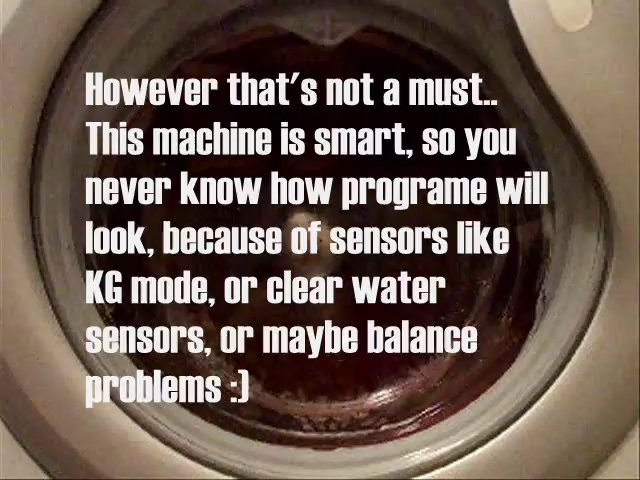 However that's not a must..
This machine is smart, so you
never know how programe will
look, because of sensors like
KG mode, or clear water
sensors, or maybe balance
problems :)